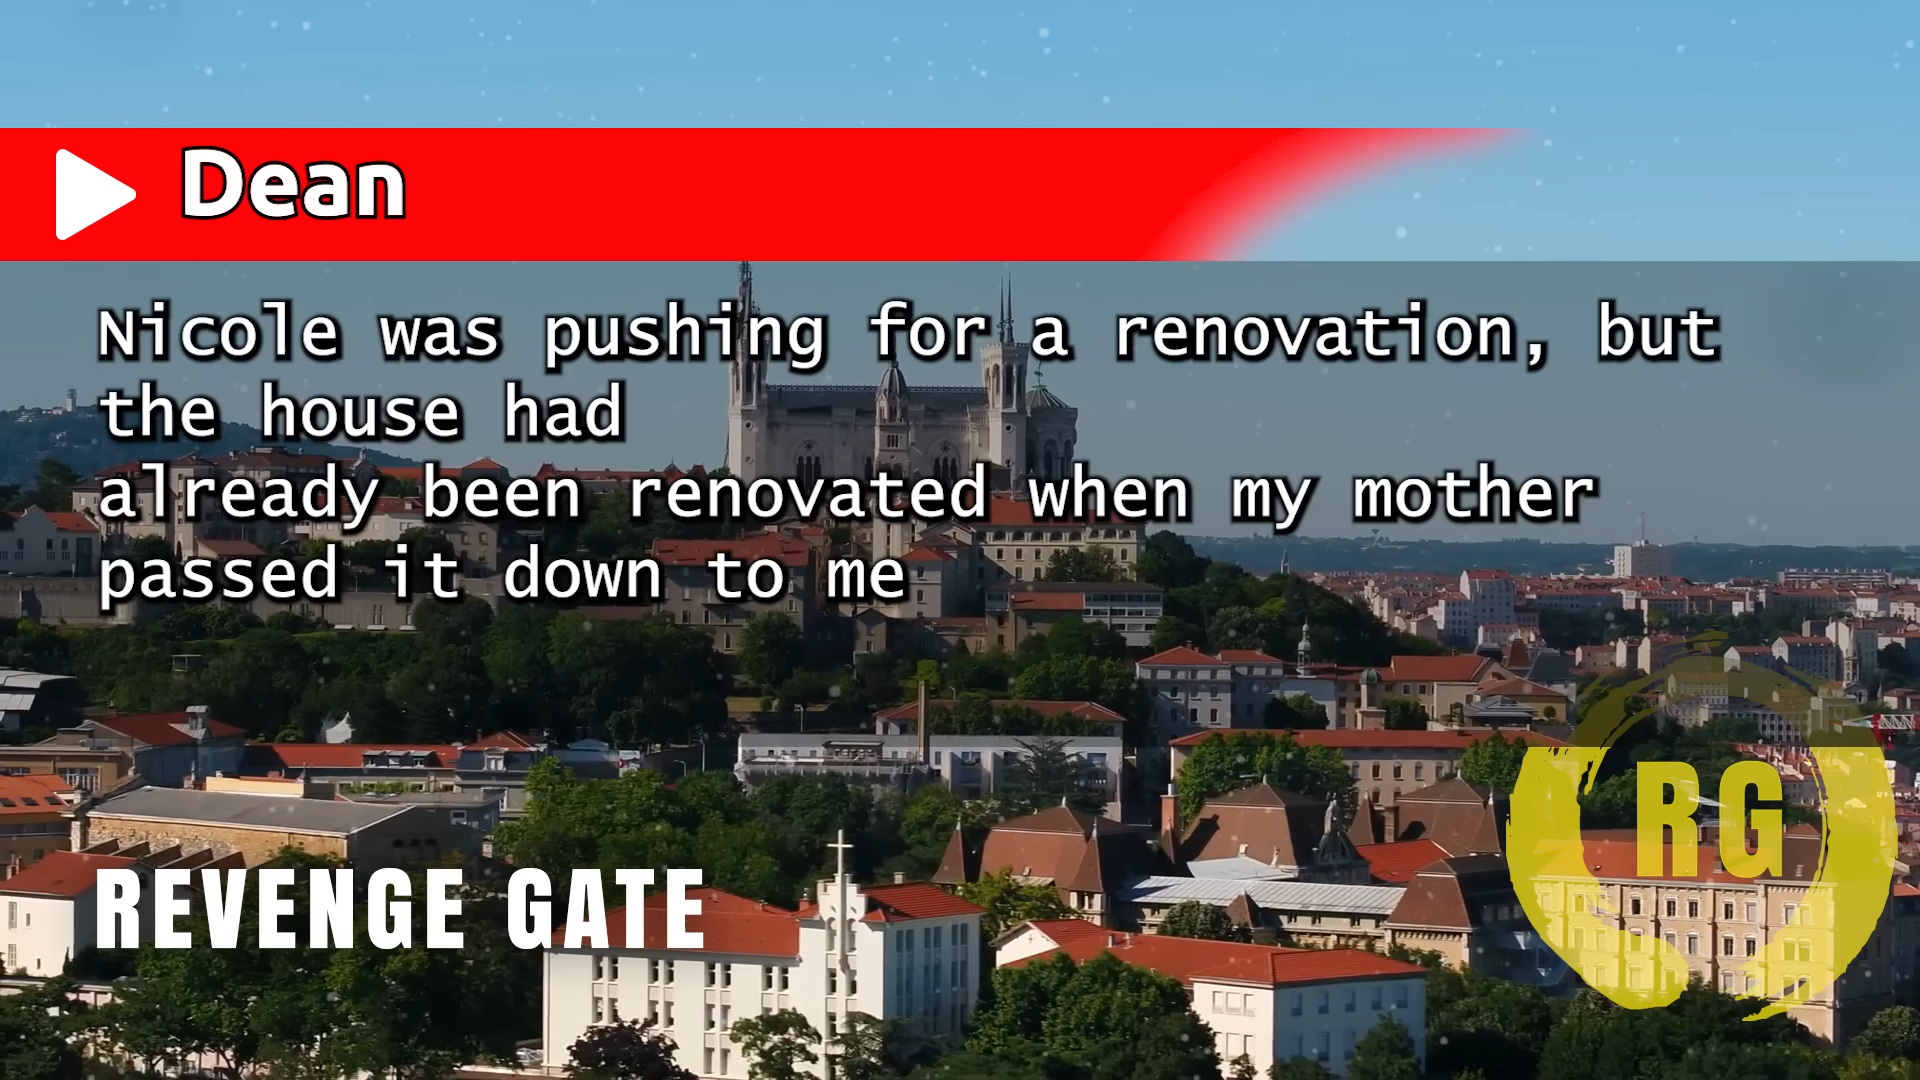 Dean
Nicole was pushing for a renovation, but
the house had
already been renovated when my mother
passed it down to me
REVENGE GATE
RG